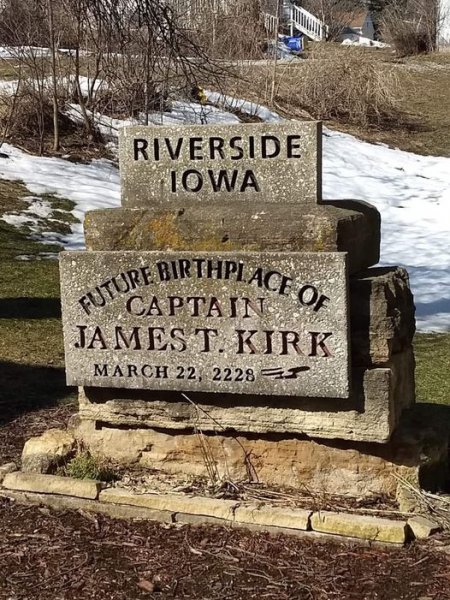 RIVERSIDE
IOWA
FUTURE BIRTHPLACE OF
CAPTAIN
JAMES T. KIRK
MARCH 22, 2228